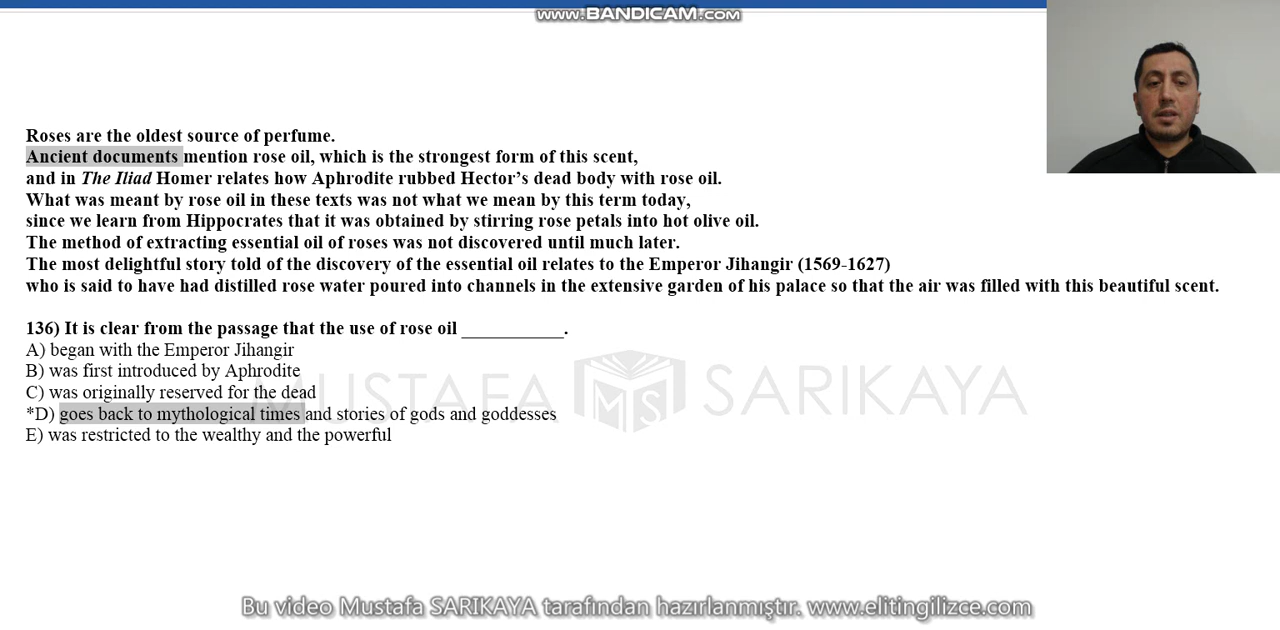 www.BANDICAM.com
Roses are the oldest source of perfume.
Ancient documents mention rose oil, which is the strongest form of this scent,
and in The Iliad Homer relates how Aphrodite rubbed Hector's dead body with rose oil.
What was meant by rose oil in these texts was not what we mean by this term today,
since we learn from Hippocrates that it was obtained by stirring rose petals into hot olive oil.
The method of extracting essential oil of roses was not discovered until much later.
The most delightful story told of the discovery of the essential oil relates to the Emperor Jihangir (1569-1627)
who is said to have had distilled rose water poured into channels in the extensive garden of his palace so that the air was filled with this beautiful scent.
136) It is clear from the passage that the use of rose oil ___________.
A) began with the Emperor Jihangir
B) was first introduced by Aphrodite
C) was originally reserved for the dead
*D) goes back to mythological times and stories of gods and goddesses
E) was restricted to the wealthy and the powerful
MUSTAFA MS SARIKAYA
Bu video Mustafa SARIKAYA tarafından hazırlanmıştır. www.elitingilizce.com